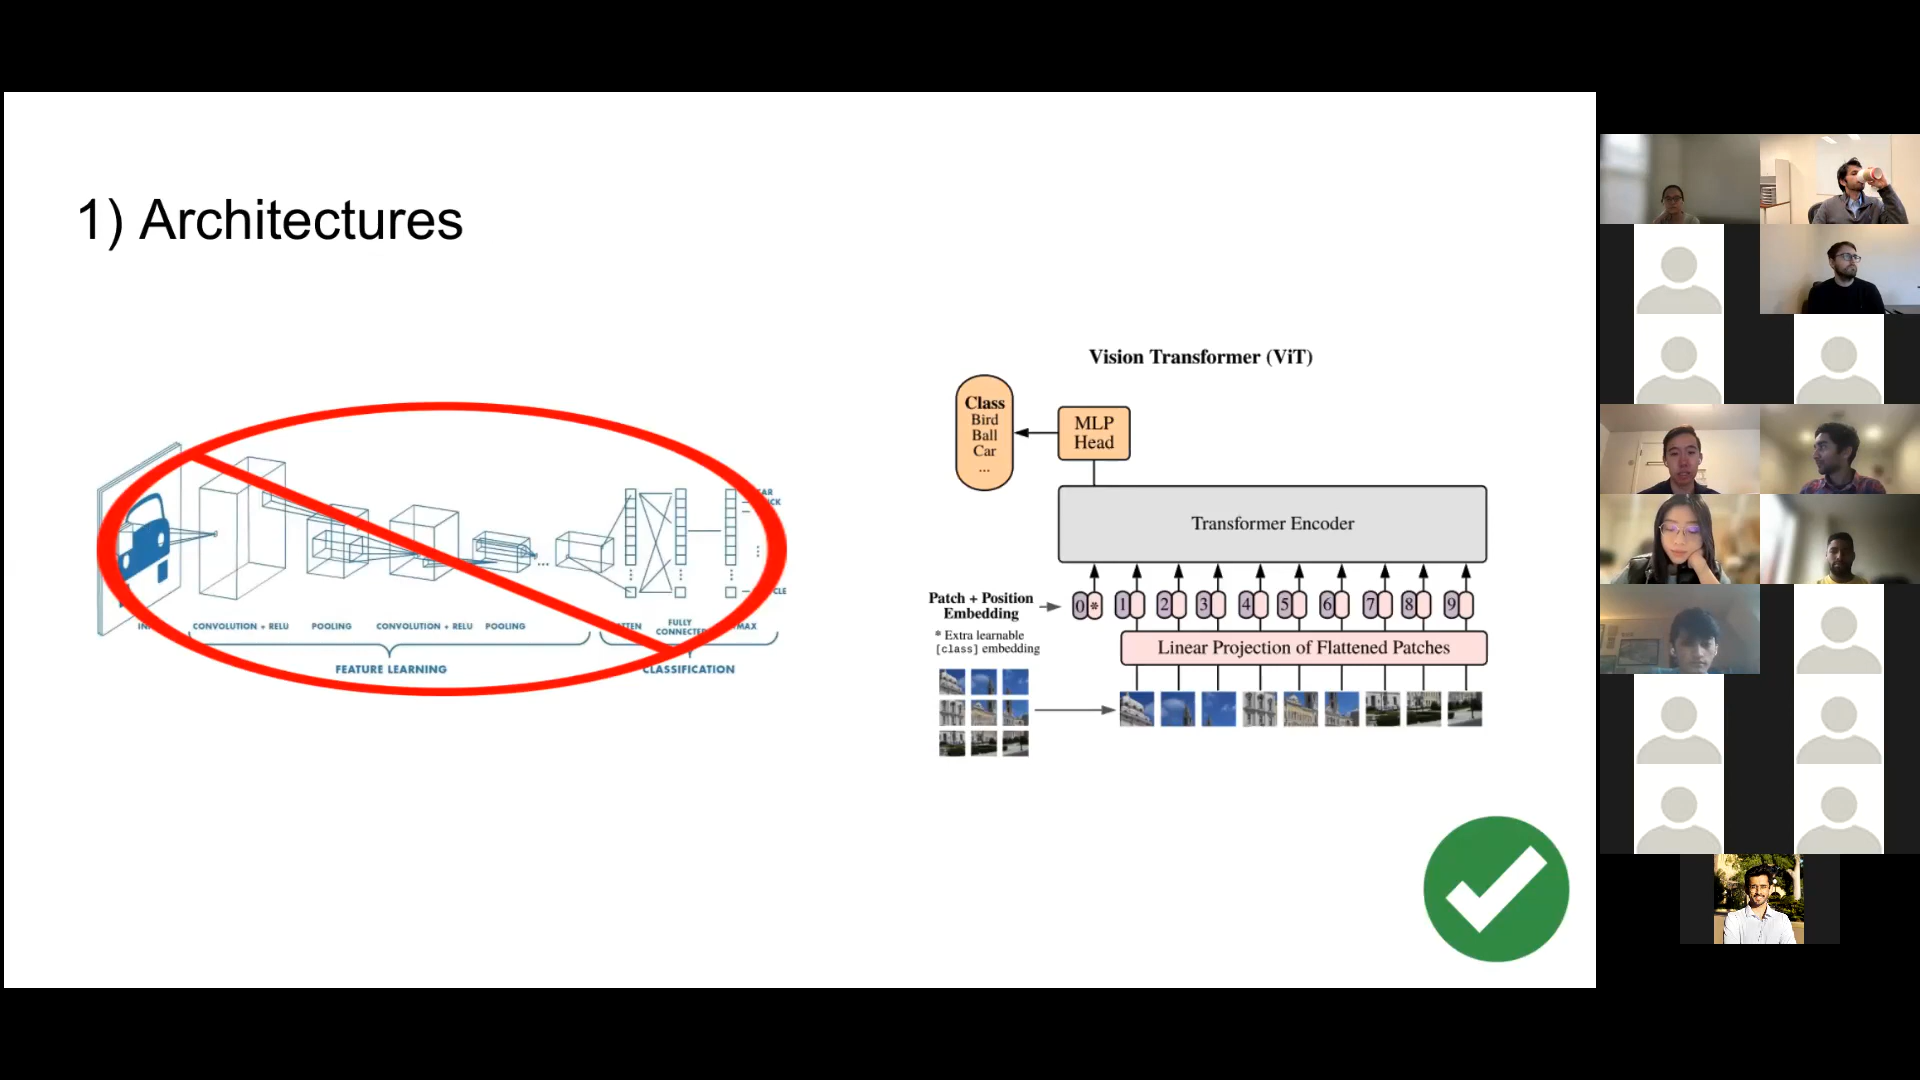 1) Architectures
CONVOLUTION + RELU
POOLING
CONVOLUTION + RELU
POOLING
FULLY
CONNECTED
FEATURE LEARNING
CLASSIFICATION
Vision Transformer (ViT)
Class
Bird
Ball
Car
...
MLP
Head
Transformer Encoder
Patch + Position
Embedding
* Extra learnable
[class] embedding
0 * 1 2 3 4 5 6 7 8 9
Linear Projection of Flattened Patches